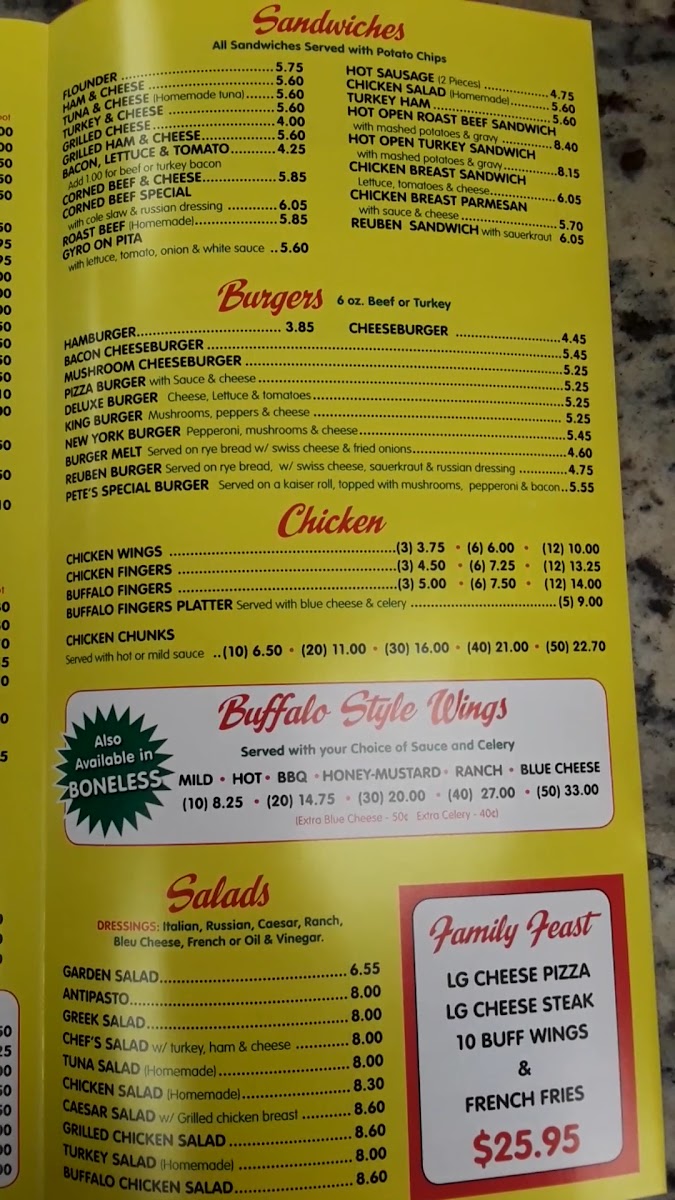 Sandwiches
All Sandwiches Served with Potato Chips
FLOUNDER 5.75
HAM & CHEESE 5.60
TUNA & CHEESE (Homemade tuna) 5.60
TURKEY & CHEESE 5.60
GRILLED CHEESE 4.00
GRILLED HAM & CHEESE 5.60
BACON, LETTUCE & TOMATO 4.25
Add 1.00 for beef or turkey bacon
CORNED BEEF & CHEESE 5.85
CORNED BEEF SPECIAL
with cole slaw & russian dressing 6.05
ROAST BEEF (Homemade) 5.85
GYRO ON PITA
with lettuce, tomato, onion & white sauce .. 5.60
HOT SAUSAGE (2 Pieces) 4.75
CHICKEN SALAD (Homemade) 5.60
TURKEY HAM 5.60
HOT OPEN ROAST BEEF SANDWICH
with mashed potatoes & gravy 8.40
HOT OPEN TURKEY SANDWICH
with mashed potatoes & gravy 8.15
CHICKEN BREAST SANDWICH
Lettuce, tomatoes & cheese 6.05
CHICKEN BREAST PARMESAN
with sauce & cheese 5.70
REUBEN SANDWICH with sauerkraut 6.05
Burgers 6 oz. Beef or Turkey
HAMBURGER 3.85 CHEESEBURGER 4.45
BACON CHEESEBURGER 5.45
MUSHROOM CHEESEBURGER 5.25
PIZZA BURGER with Sauce & cheese 5.25
DELUXE BURGER Cheese, Lettuce & tomatoes 5.25
KING BURGER Mushrooms, peppers & cheese 5.25
NEW YORK BURGER Pepperoni, mushrooms & cheese 5.45
BURGER MELT Served on rye bread w/ swiss cheese & fried onions 4.60
REUBEN BURGER Served on rye bread, w/ swiss cheese, sauerkraut & russian dressing 4.75
PETE'S SPECIAL BURGER Served on a kaiser roll, topped with mushrooms, pepperoni & bacon.. 5.55
Chicken
CHICKEN WINGS (3) 3.75 • (6) 6.00 • (12) 10.00
CHICKEN FINGERS (3) 4.50 • (6) 7.25 • (12) 13.25
BUFFALO FINGERS (3) 5.00 • (6) 7.50 • (12) 14.00
BUFFALO FINGERS PLATTER Served with blue cheese & celery (5) 9.00
CHICKEN CHUNKS
Served with hot or mild sauce .. (10) 6.50 • (20) 11.00 • (30) 16.00 • (40) 21.00 • (50) 22.70
Also
Available in
BONELESS
Buffalo Style Wings
Served with your Choice of Sauce and Celery
MILD • HOT • BBQ • HONEY-MUSTARD • RANCH • BLUE CHEESE
(10) 8.25 • (20) 14.75 • (30) 20.00 • (40) 27.00 • (50) 33.00
(Extra Blue Cheese - 50¢ Extra Celery - 40¢)
Salads
DRESSINGS: Italian, Russian, Caesar, Ranch,
Bleu Cheese, French or Oil & Vinegar.
GARDEN SALAD 6.55
ANTIPASTO 8.00
GREEK SALAD 8.00
CHEF'S SALAD w/ turkey, ham & cheese 8.00
TUNA SALAD (Homemade) 8.00
CHICKEN SALAD (Homemade) 8.30
CAESAR SALAD w/ Grilled chicken breast 8.60
GRILLED CHICKEN SALAD 8.60
TURKEY SALAD (Homemade) 8.00
BUFFALO CHICKEN SALAD 8.60
Family Feast
LG CHEESE PIZZA
LG CHEESE STEAK
10 BUFF WINGS
&
FRENCH FRIES
$25.95